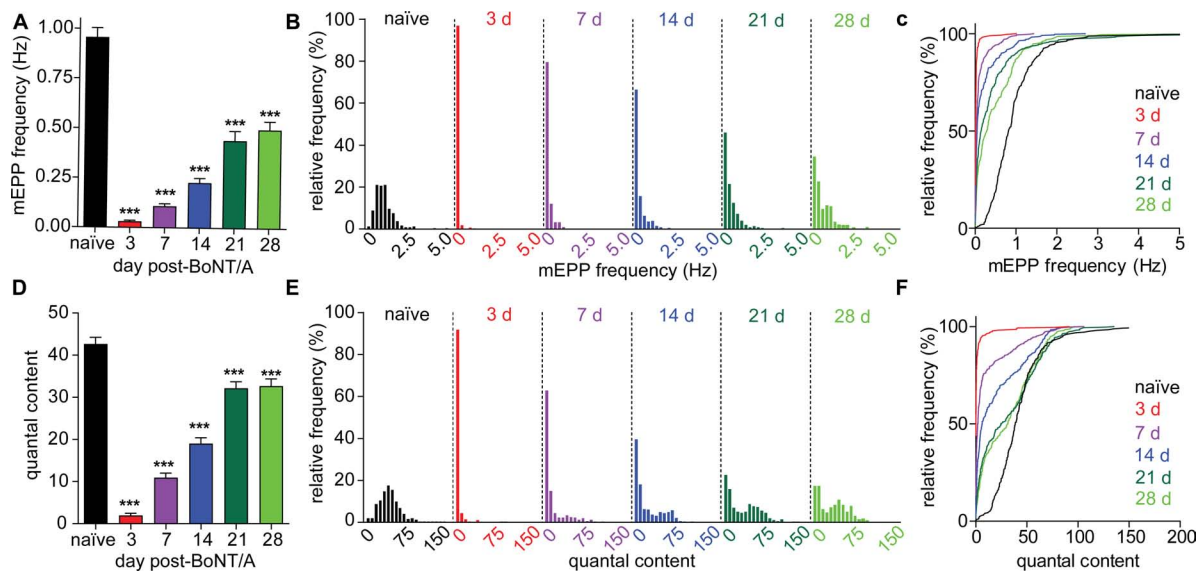 A
mEPP frequency (Hz)
1.00
0.75
0.50
0.25
0.00
*** *** *** *** ***
naïve 3 7 14 21 28
day post-BoNT/A
B
relative frequency (%)
100
80
60
40
20
0
naïve 3 d 7 d 14 d 21 d 28 d
0 2.5 5.0 0 2.5 5.0 0 2.5 5.0 0 2.5 5.0 0 2.5 5.0 0 2.5 5.0
mEPP frequency (Hz)
c
relative frequency (%)
100
50
0
naïve
3 d
7 d
14 d
21 d
28 d
0 1 2 3 4 5
mEPP frequency (Hz)
D
quantal content
50
40
30
20
10
0
*** *** *** *** ***
naïve 3 7 14 21 28
day post-BoNT/A
E
relative frequency (%)
100
80
60
40
20
0
naïve 3 d 7 d 14 d 21 d 28 d
0 75 150 0 75 150 0 75 150 0 75 150 0 75 150 0 75 150
quantal content
F
relative frequency (%)
100
50
0
naïve
3 d
7 d
14 d
21 d
28 d
0 50 100 150 200
quantal content